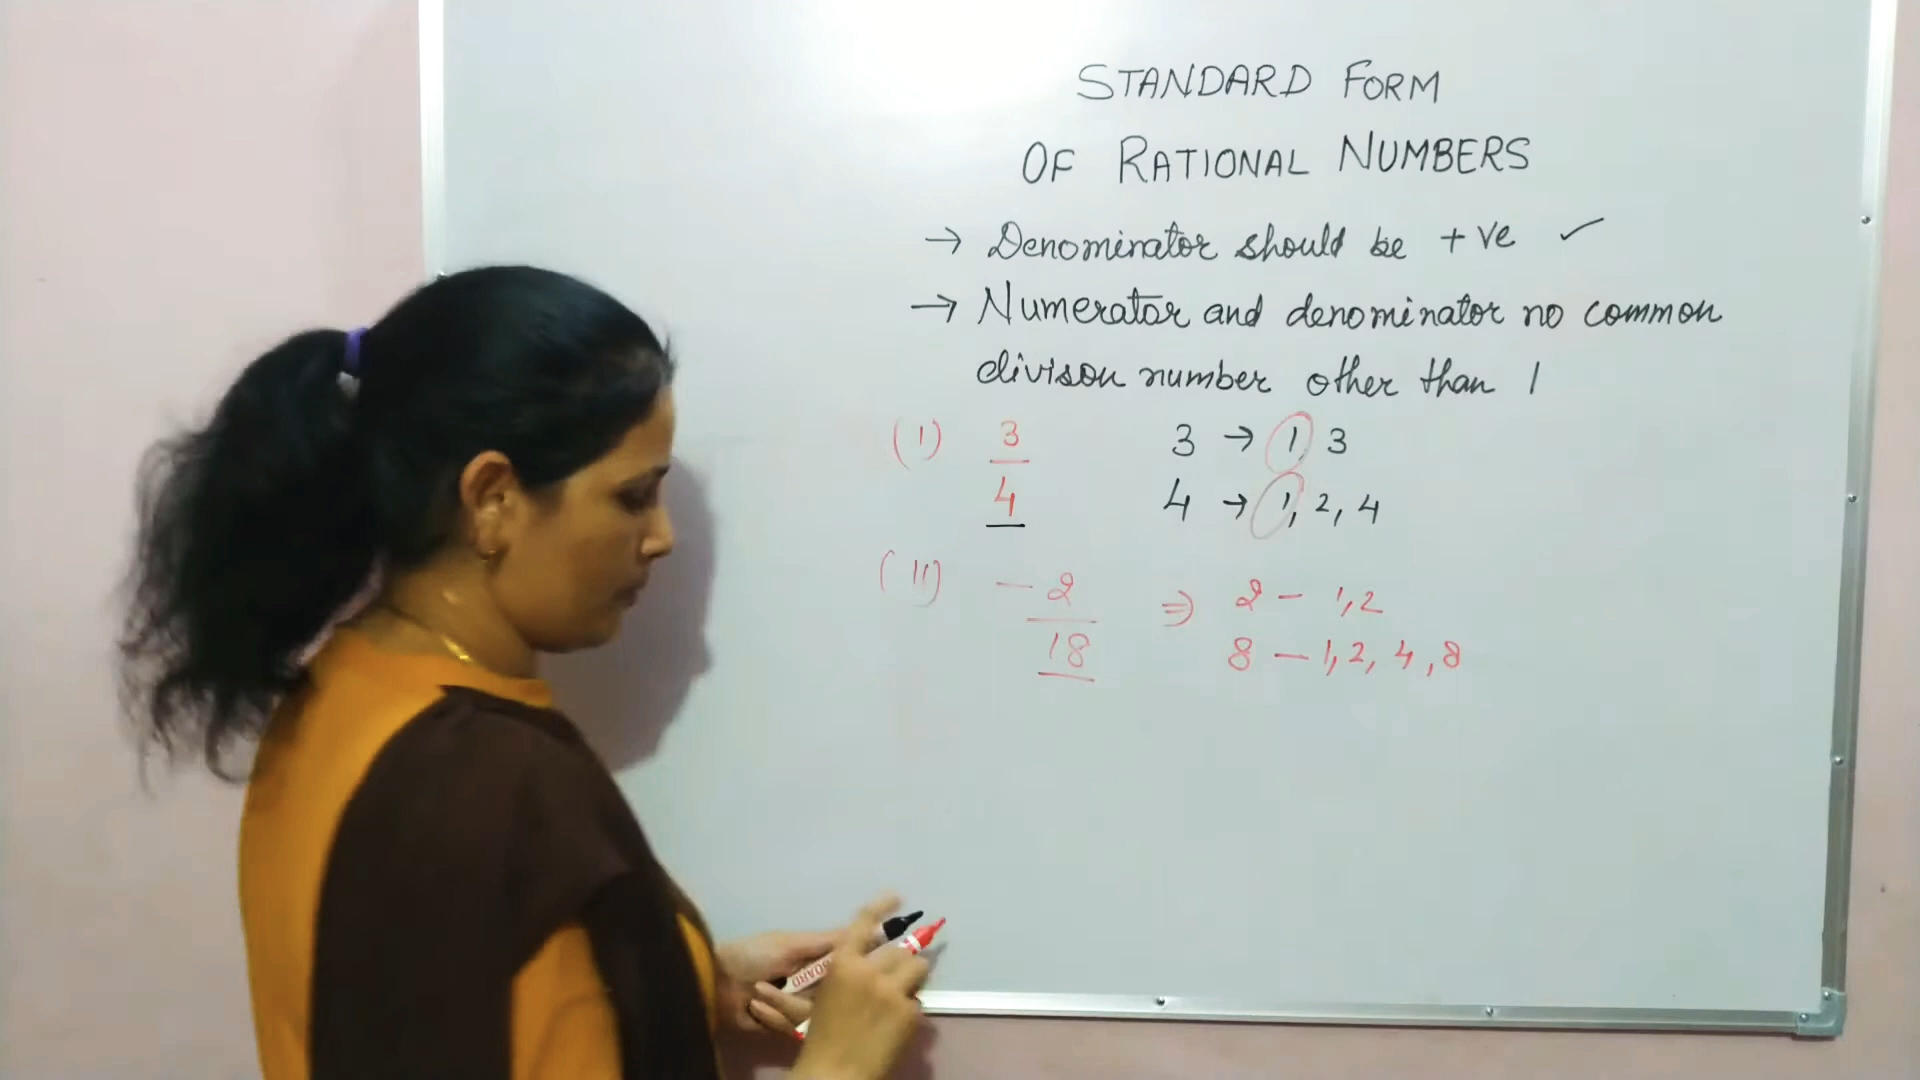 STANDARD FORM
OF RATIONAL NUMBERS
→ Denominator should be +ve ✓
→ Numerator and denominator no common
divison number other than 1
(I) 3/4 3 → 1, 3
4 → 1, 2, 4
(II) -2/18 ⇒ 2 - 1,2
8 - 1,2, 4, 8
BOARD